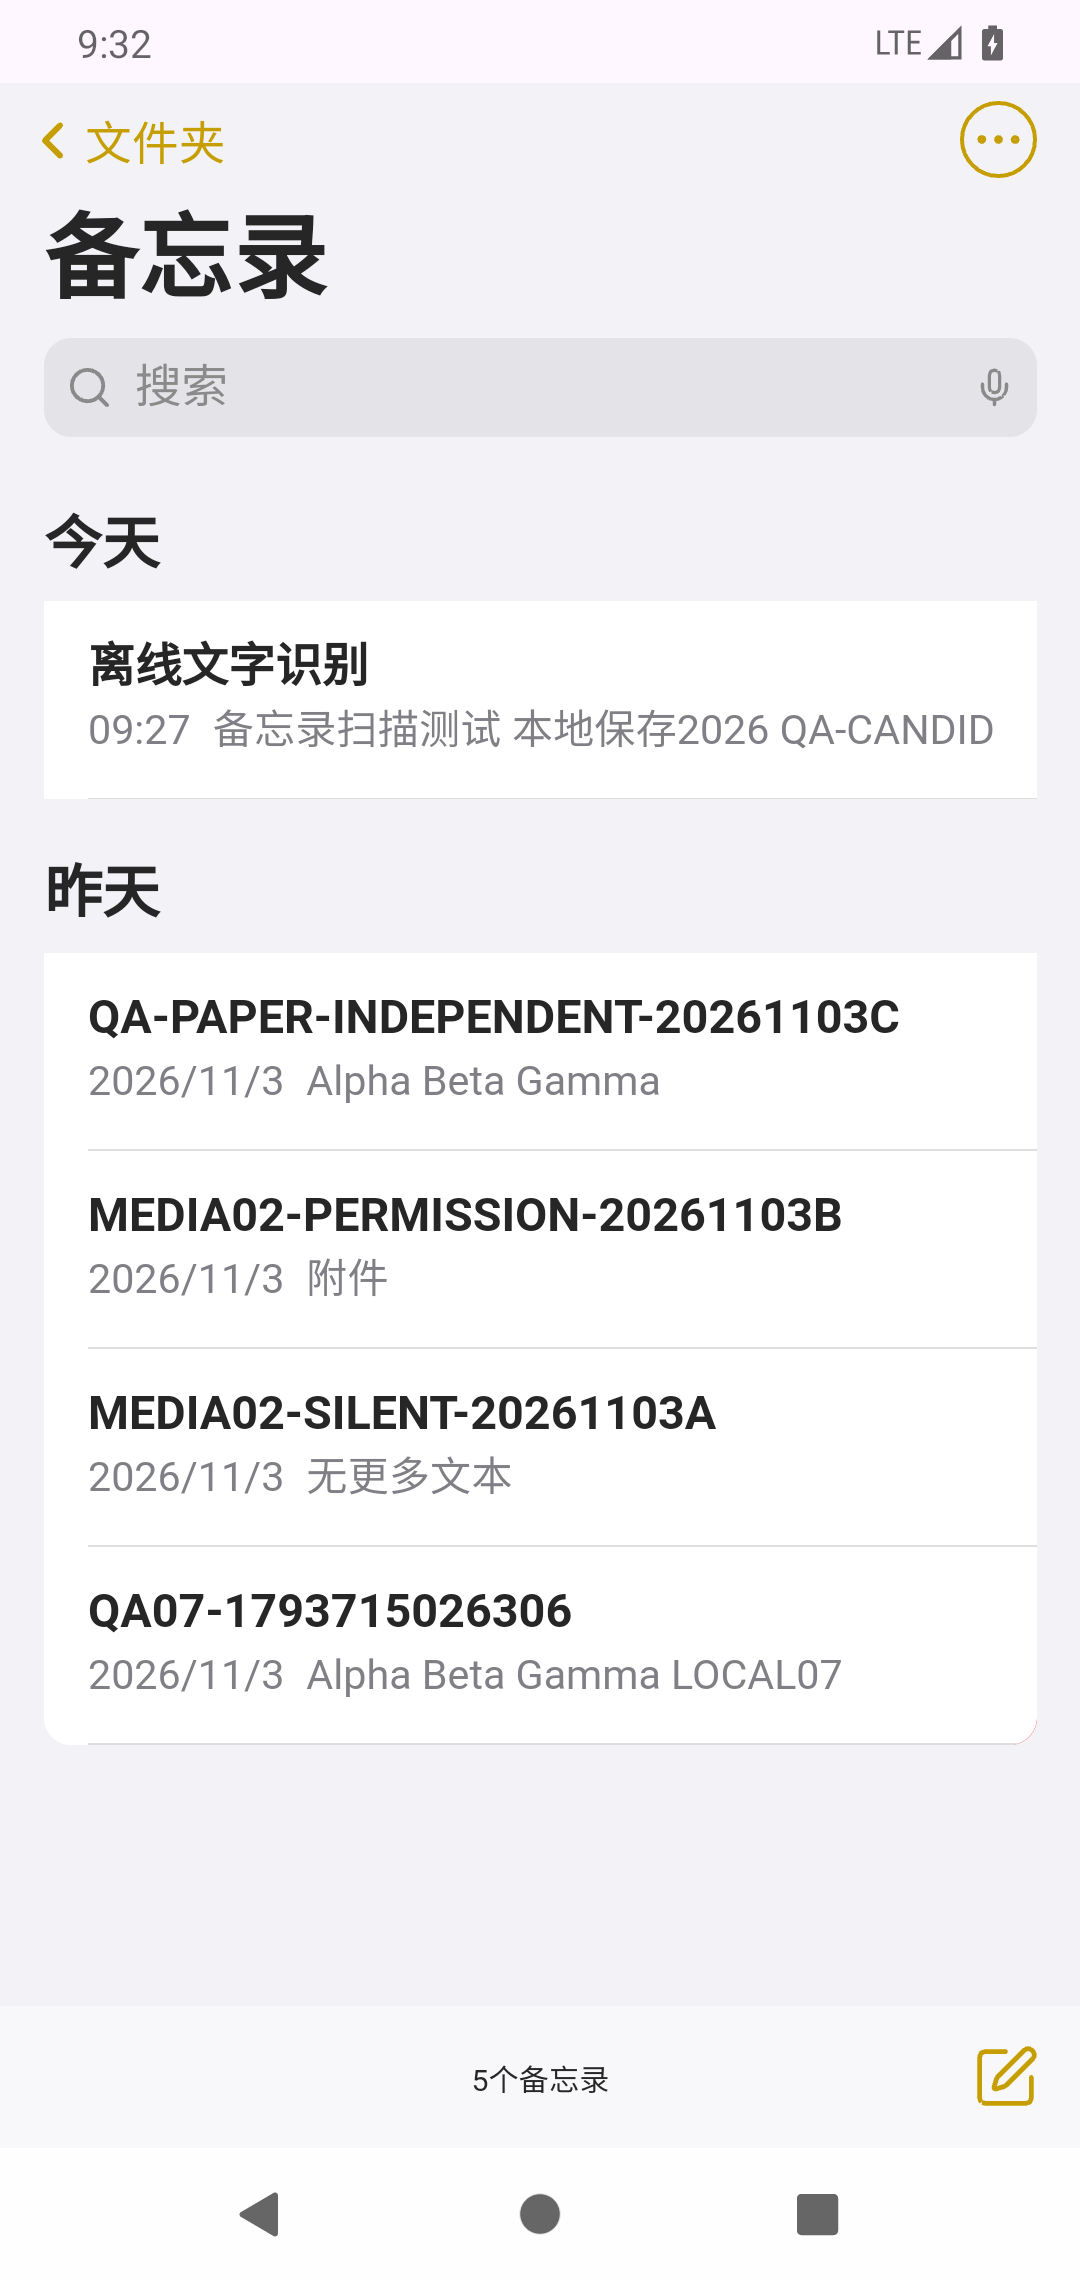 9:32 LTE
文件夹
备忘录
搜索
今天
离线文字识别
09:27 备忘录扫描测试 本地保存2026 QA-CANDID
昨天
QA-PAPER-INDEPENDENT-20261103C
2026/11/3 Alpha Beta Gamma
MEDIA02-PERMISSION-20261103B
2026/11/3 附件
MEDIA02-SILENT-20261103A
2026/11/3 无更多文本
QA07-1793715026306
2026/11/3 Alpha Beta Gamma LOCAL07
5个备忘录